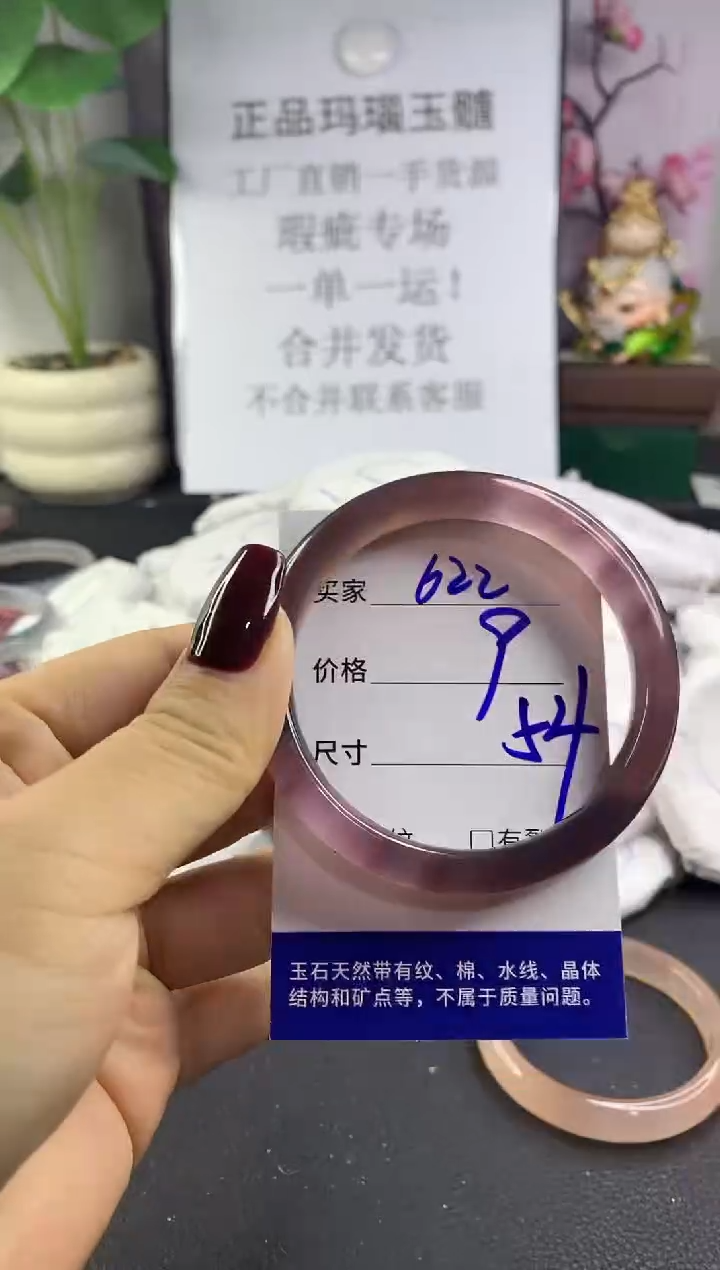 正品玛瑙玉髓
工厂直销一手货源
瑕疵专场
一单一运！
合并发货
不合并联系客服
买家 622
价格 9
尺寸 54
纹 □有裂
玉石天然带有纹、棉、水线、晶体
结构和矿点等，不属于质量问题。